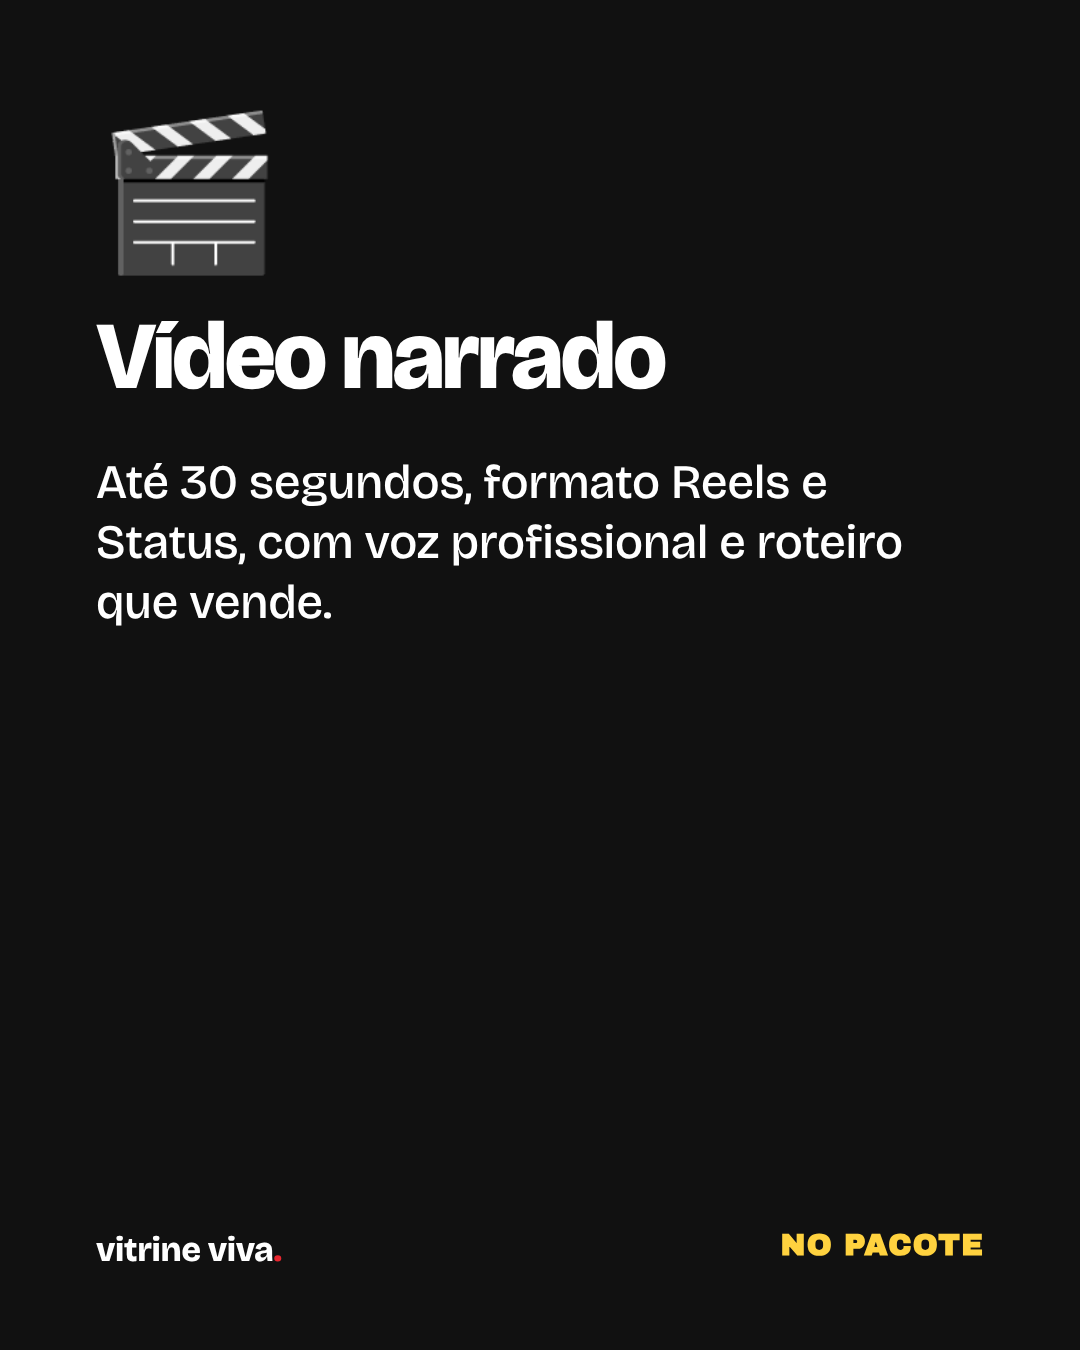 Vídeo narrado
Até 30 segundos, formato Reels e
Status, com voz profissional e roteiro
que vende.
vitrine viva.
NO PACOTE